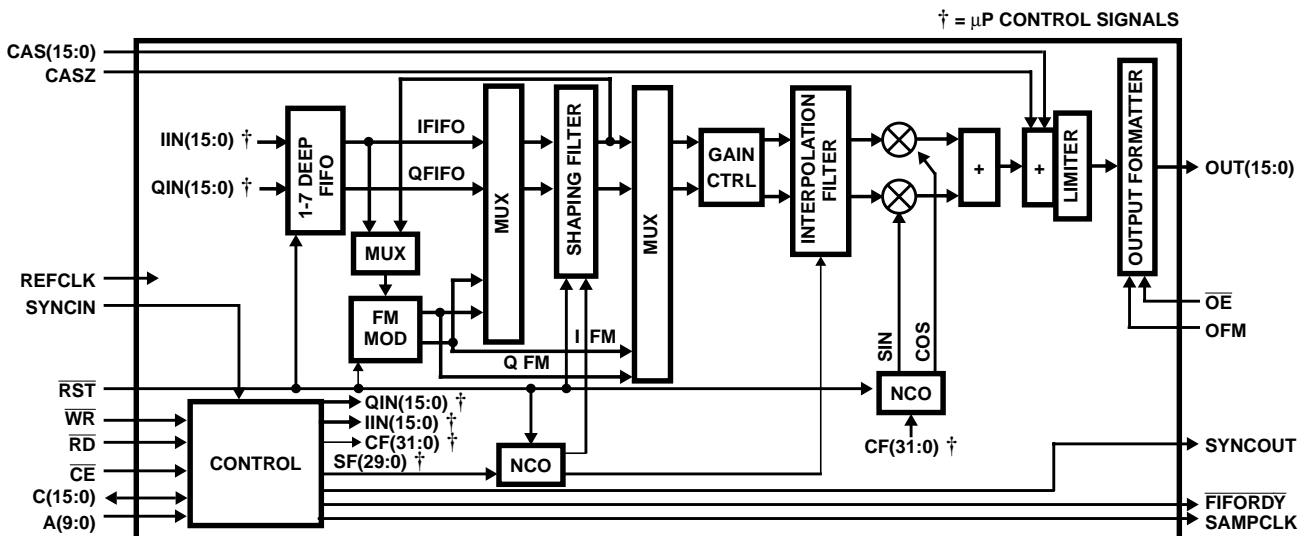 † = µP CONTROL SIGNALS
CAS(15:0)
CASZ
IIN(15:0) †
QIN(15:0) †
1-7 DEEP
FIFO
IFIFO
QFIFO
MUX
FM
MOD
MUX
SHAPING FILTER
I FM
Q FM
MUX
GAIN
CTRL
INTERPOLATION
FILTER
+
+
LIMITER
OUTPUT FORMATTER
OUT(15:0)
REFCLK
SYNCIN
OE
OFM
SIN
COS
NCO
CF(31:0) †
RST
WR
RD
CE
C(15:0)
A(9:0)
CONTROL
QIN(15:0) †
IIN(15:0) †
CF(31:0) †
SF(29:0) †
NCO
SYNCOUT
FIFORDY
SAMPCLK